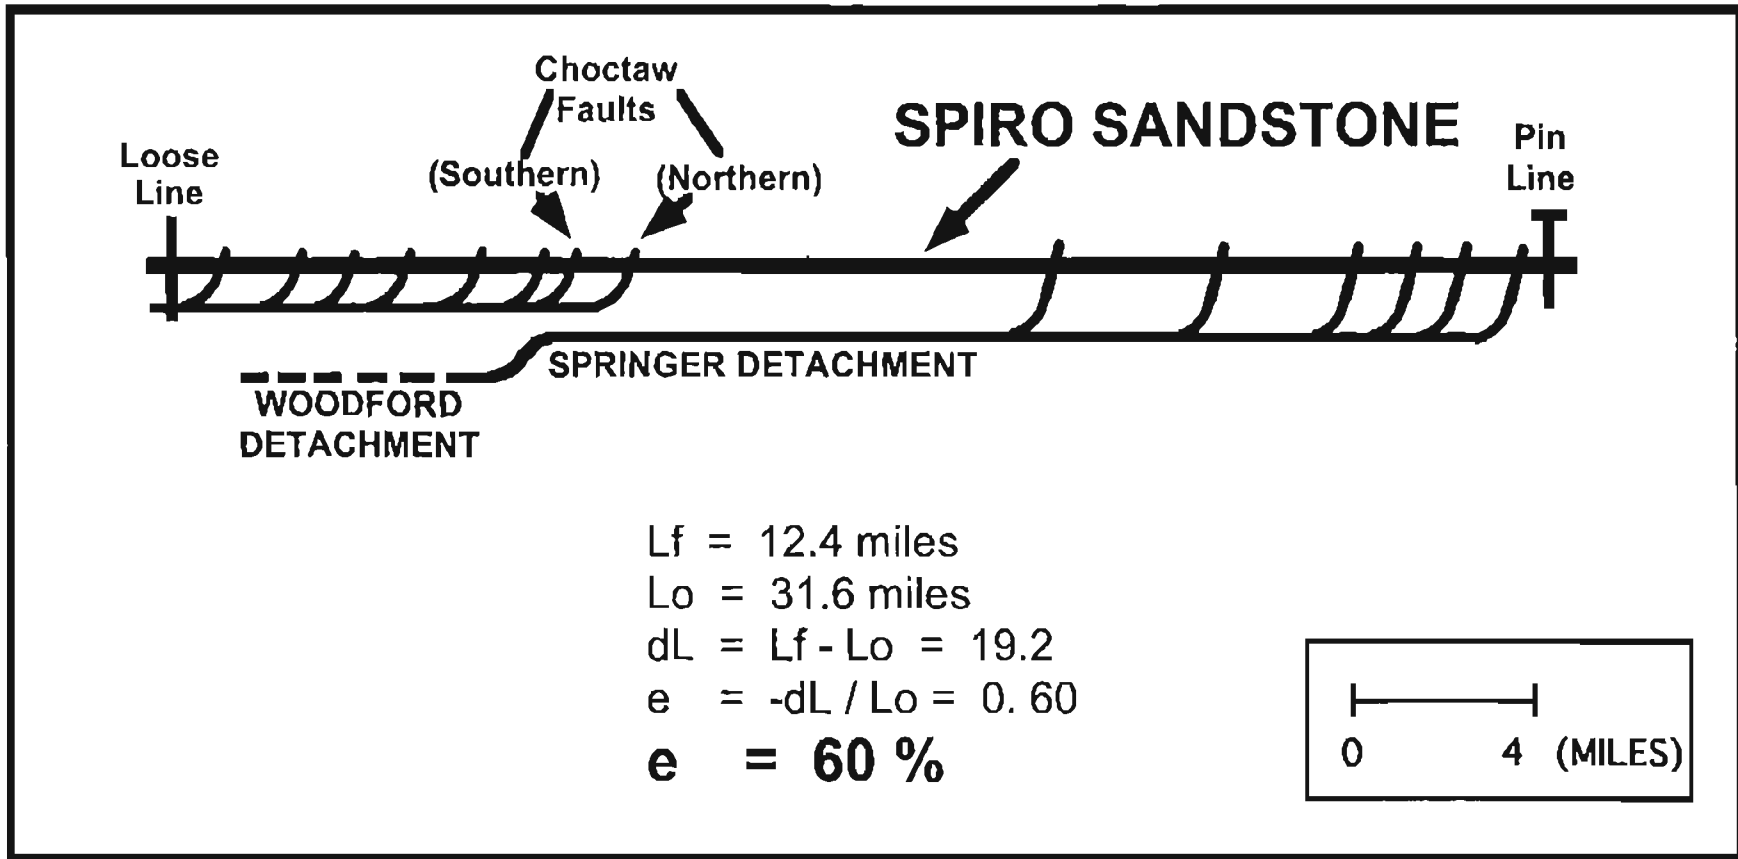 Choctaw
Faults
SPIRO SANDSTONE
Pin
Line
Loose
Line
(Southern)
(Northern)
SPRINGER DETACHMENT
WOODFORD
DETACHMENT
Lf = 12.4 miles
Lo = 31.6 miles
dL = Lf - Lo = 19.2
e = -dL / Lo = 0. 60
e = 60 %
0 4 (MILES)